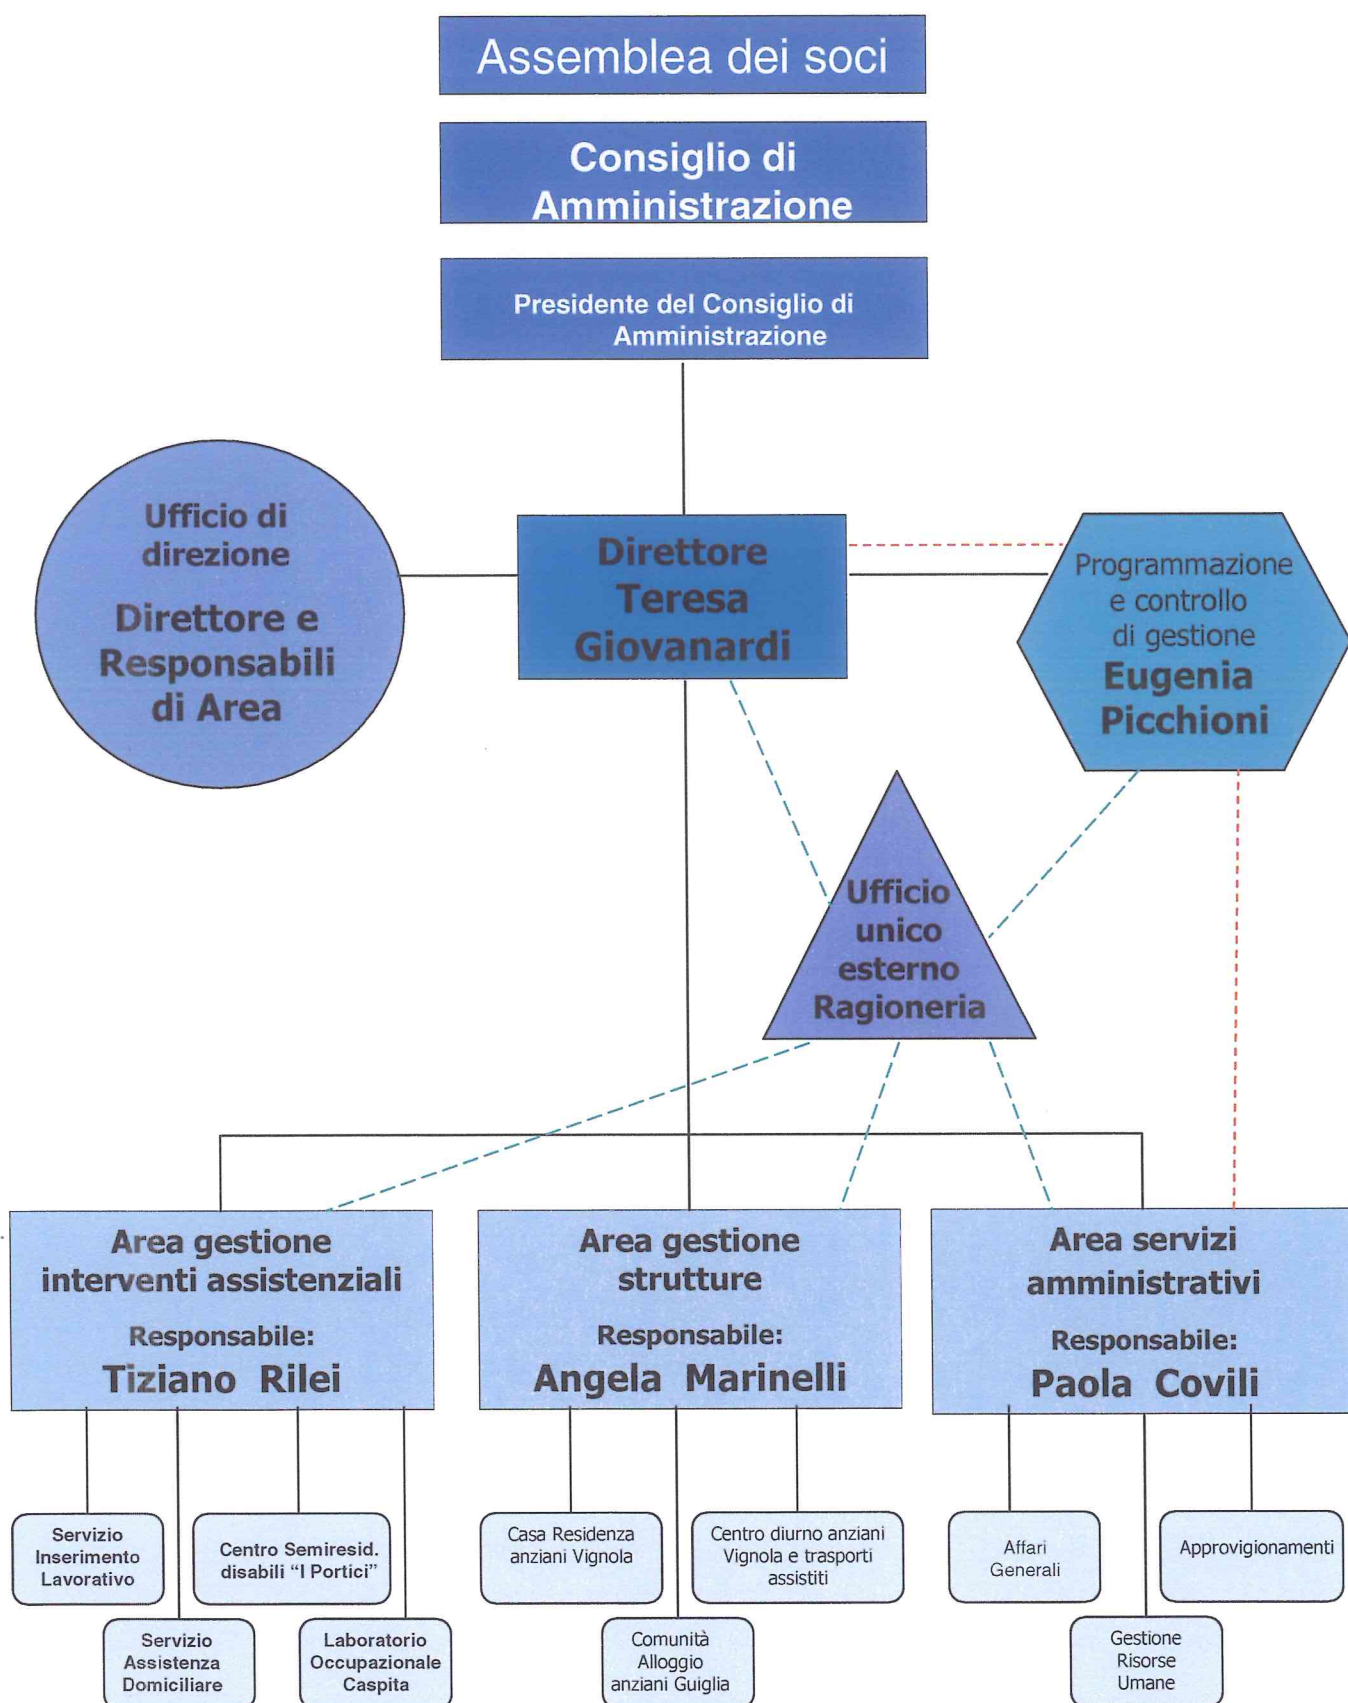 Assemblea dei soci
Consiglio di
Amministrazione
Presidente del Consiglio di
Amministrazione
Ufficio di
direzione
Direttore e
Responsabili
di Area
Direttore
Teresa
Giovanardi
Programmazione
e controllo
di gestione
Eugenia
Picchioni
Ufficio
unico
esterno
Ragioneria
Area gestione
interventi assistenziali
Responsabile:
Tiziano Rilei
Area gestione
strutture
Responsabile:
Angela Marinelli
Area servizi
amministrativi
Responsabile:
Paola Covili
Servizio
Inserimento
Lavorativo
Centro Semiresid.
disabili "I Portici"
Casa Residenza
anziani Vignola
Centro diurno anziani
Vignola e trasporti
assistiti
Affari
Generali
Approvigionamenti
Servizio
Assistenza
Domiciliare
Laboratorio
Occupazionale
Caspita
Comunità
Alloggio
anziani Guiglia
Gestione
Risorse
Umane